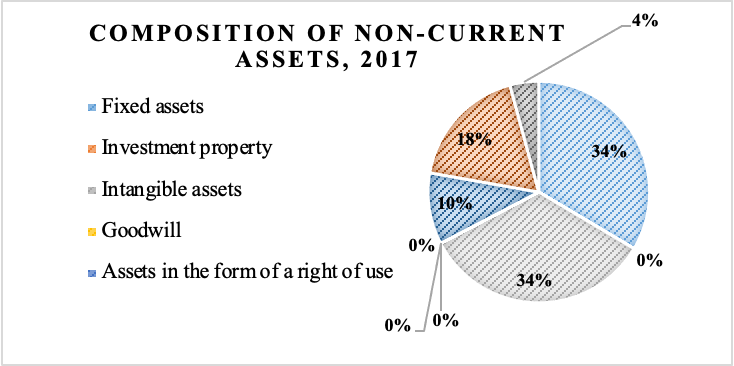 COMPOSITION OF NON-CURRENT
ASSETS, 2017
4%
Fixed assets
Investment property
Intangible assets
Goodwill
Assets in the form of a right of use
18%
34%
10%
0%
0%
34%
0%
0%